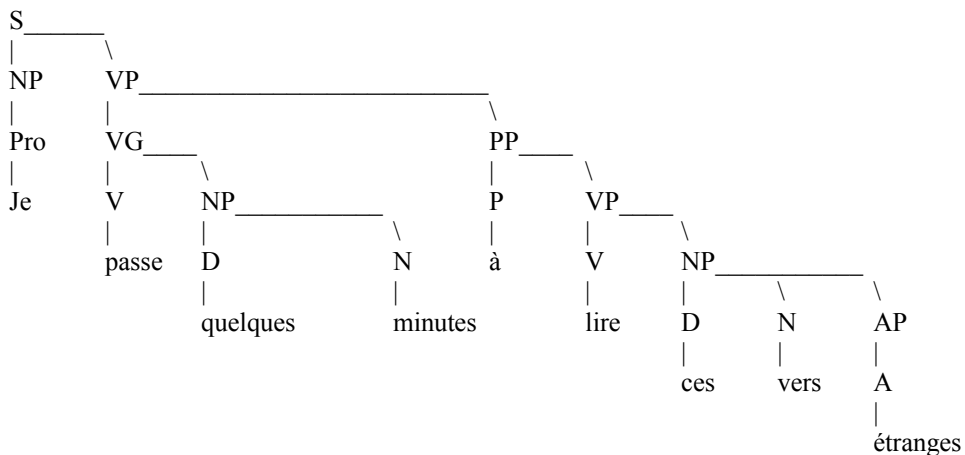 S
NP VP
Pro VG PP
Je V NP P VP
passe D N à V NP
quelques minutes lire D N AP
ces vers A
étranges